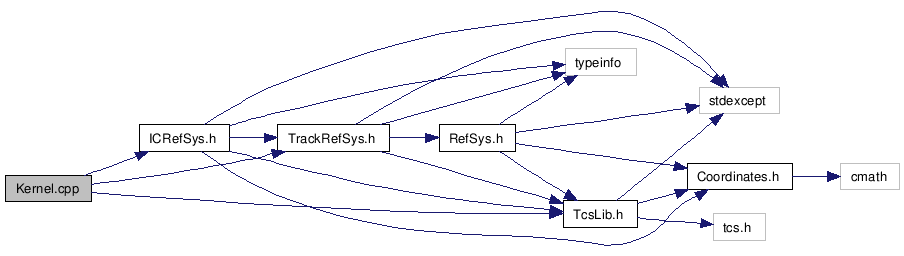 typeinfo
stdexcept
ICRefSys.h
TrackRefSys.h
RefSys.h
Kernel.cpp
Coordinates.h
cmath
TcsLib.h
tcs.h